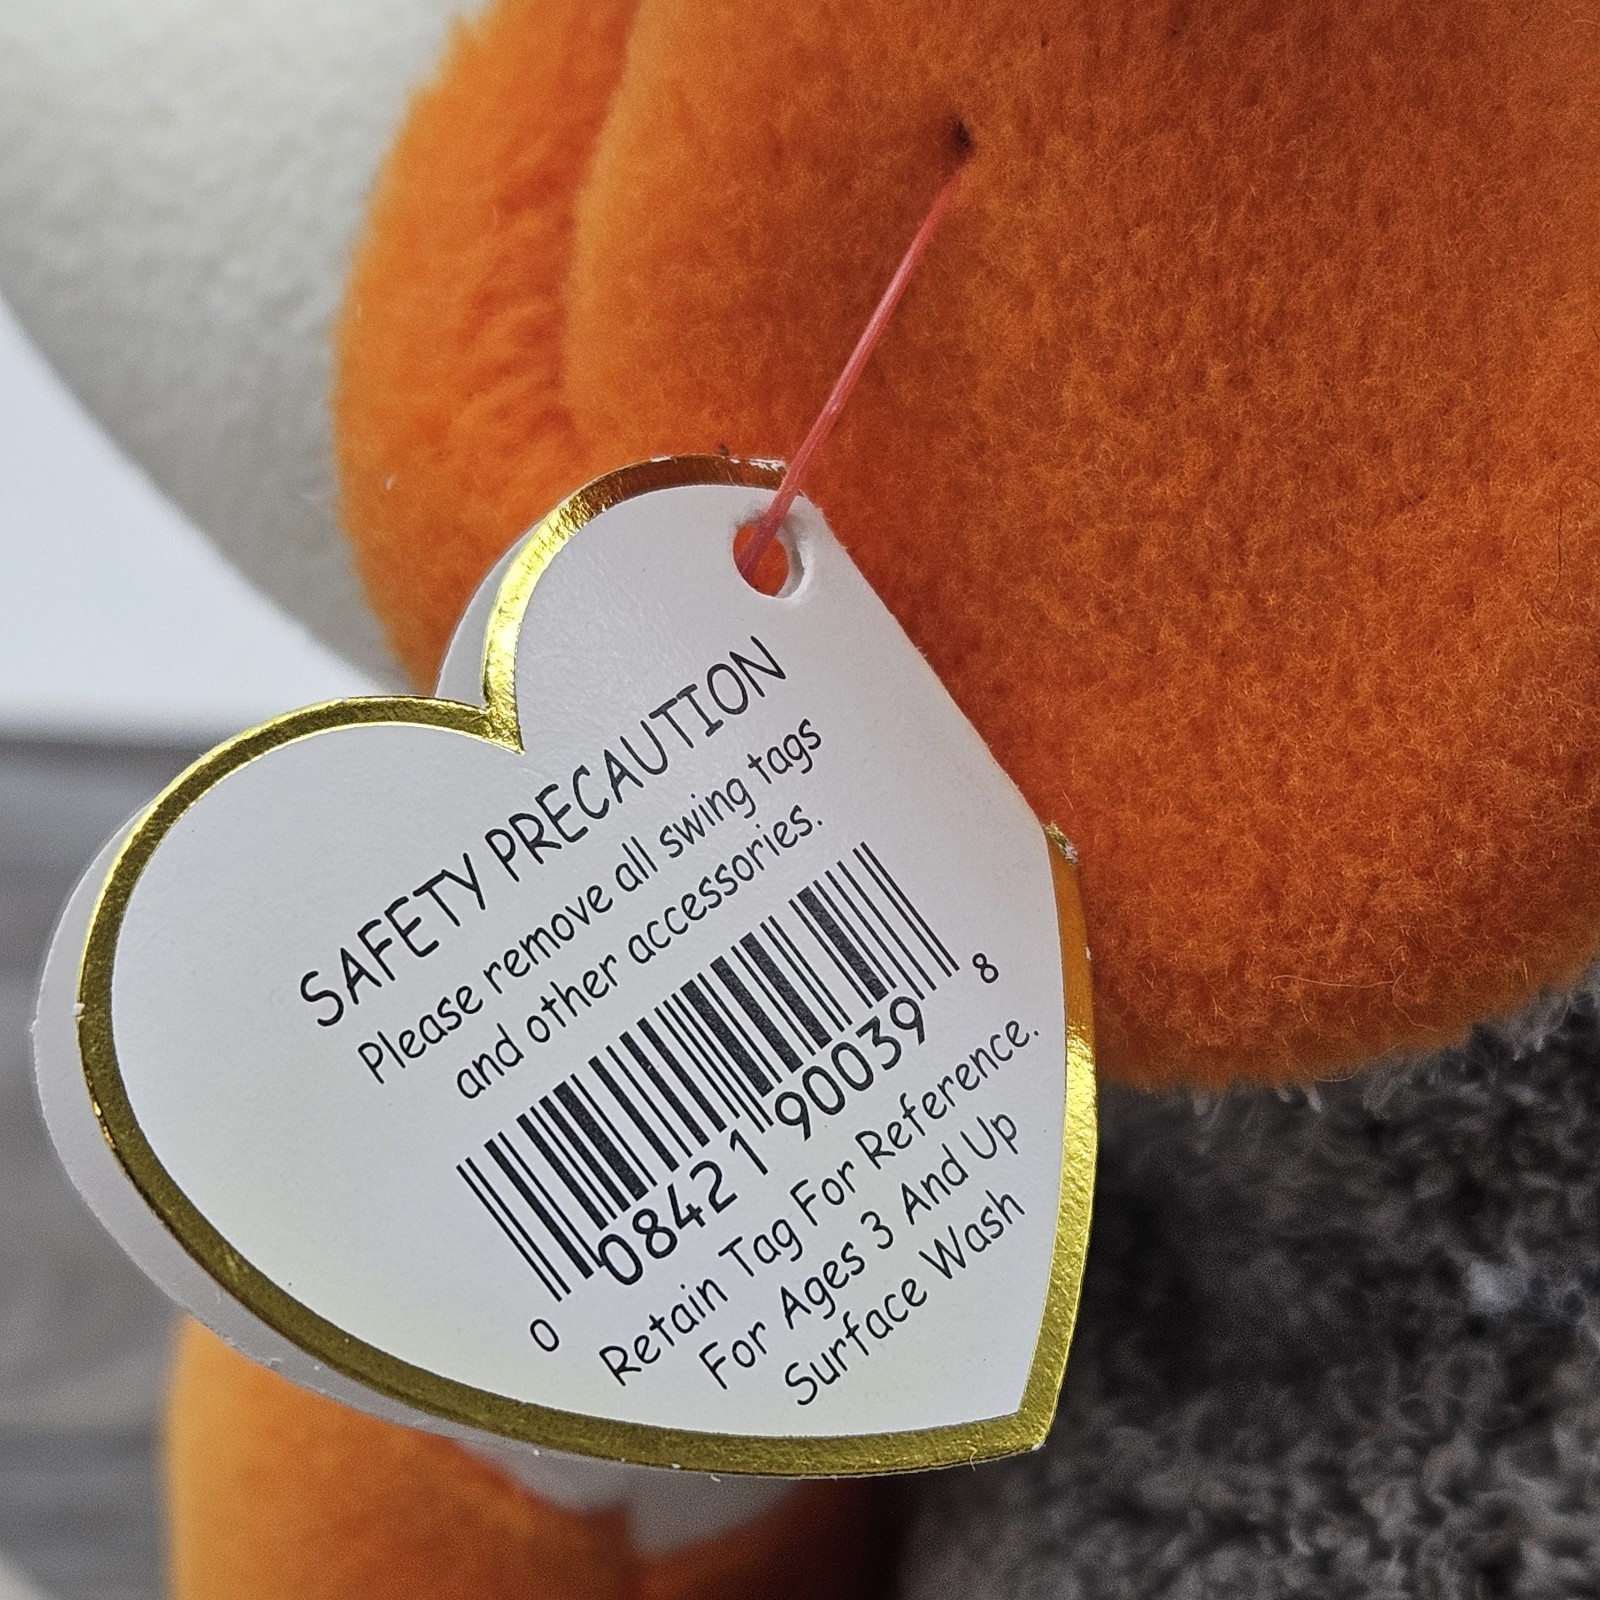 SAFETY PRECAUTION
Please remove all swing tags
and other accessories.
0 08421 90039 8
Retain Tag For Reference.
For Ages 3 And Up
Surface Wash